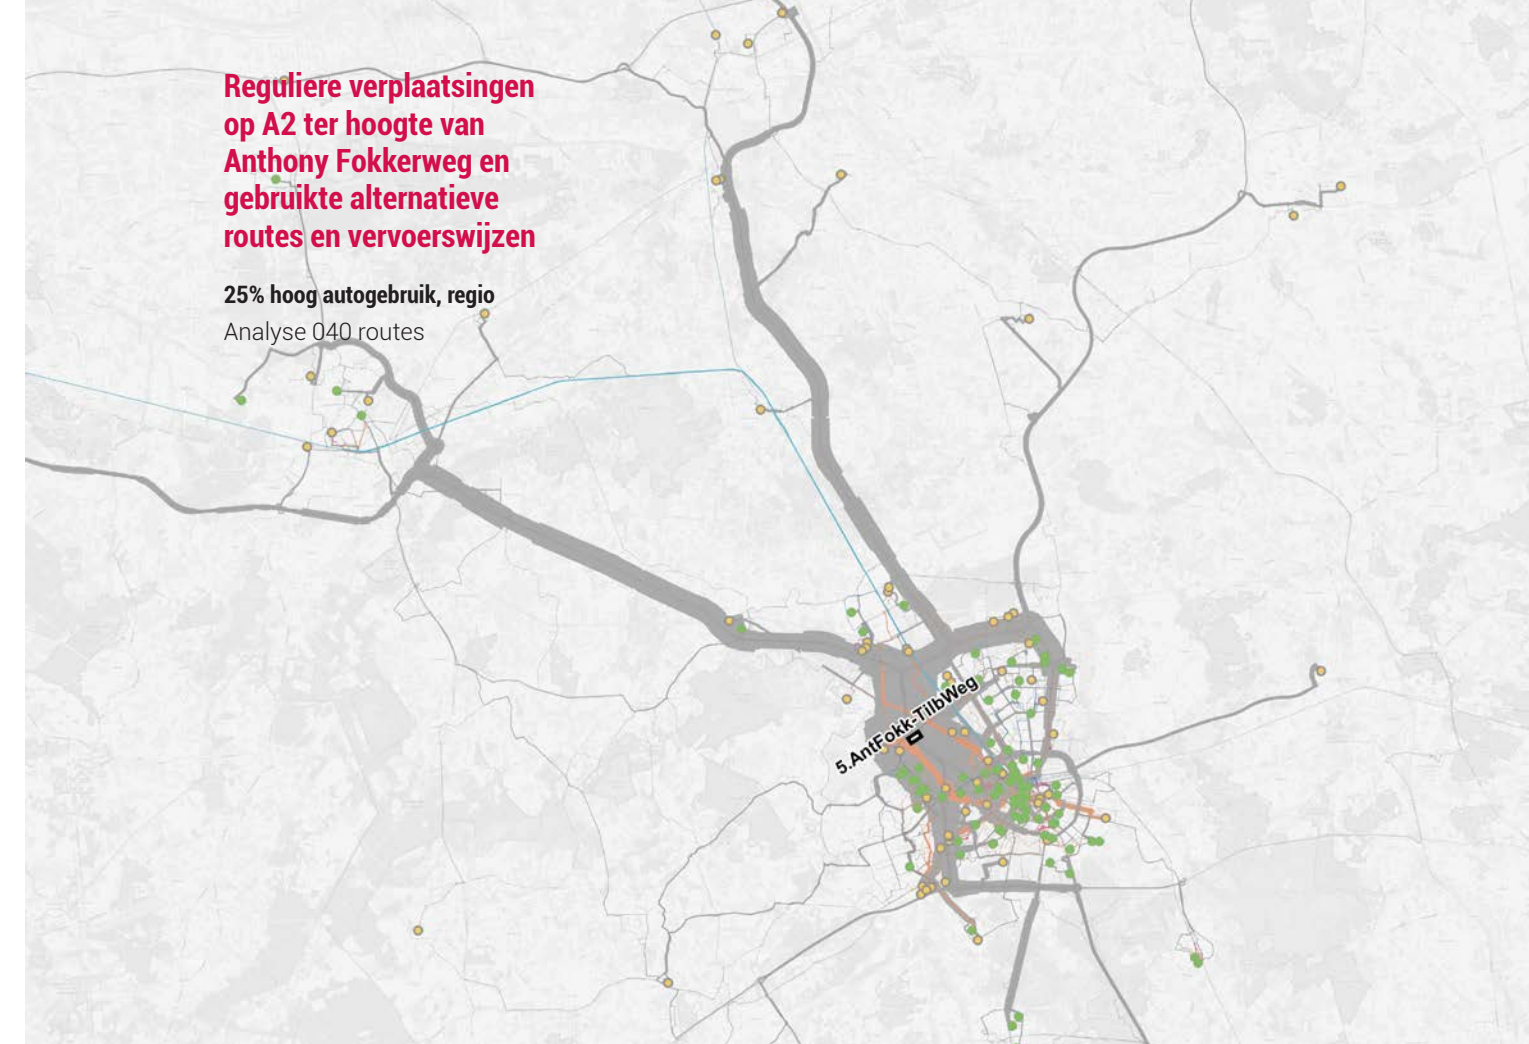 Reguliere verplaatsingen
op A2 ter hoogte van
Anthony Fokkerweg en
gebruikte alternatieve
routes en vervoerswijzen
25% hoog autogebruik, regio
Analyse 040 routes
5.AntFokk-TilbWeg